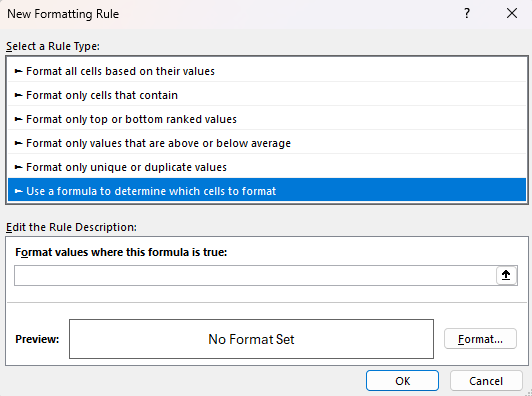 New Formatting Rule ? ×
Select a Rule Type:
► Format all cells based on their values
► Format only cells that contain
► Format only top or bottom ranked values
► Format only values that are above or below average
► Format only unique or duplicate values
► Use a formula to determine which cells to format
Edit the Rule Description:
Format values where this formula is true:
Preview: No Format Set Format...
OK Cancel